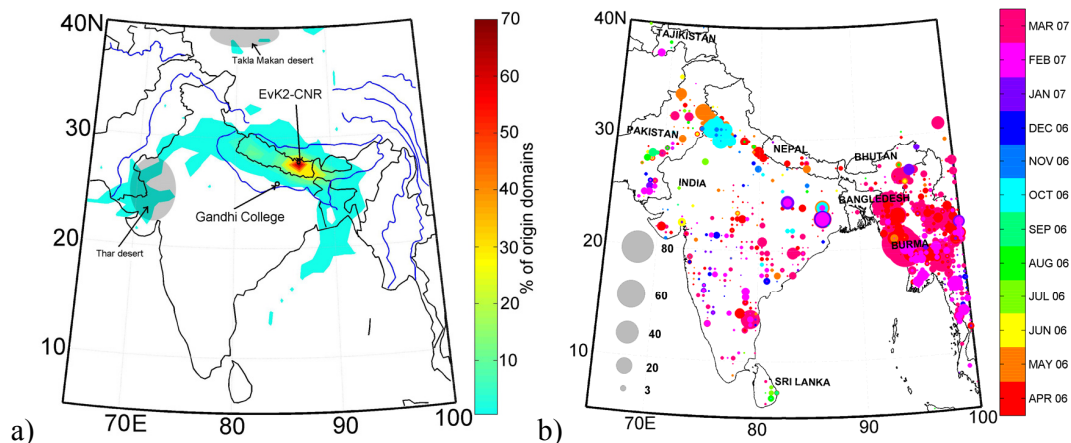 40N
30
20
10
70E
80
90
100
Takla Makan desert
EvK2-CNR
Gandhi College
Thar desert
70
60
50
40
30
20
10
% of origin domains
a)
40N
30
20
10
70E
80
90
100
TAJIKISTAN
PAKISTAN
NEPAL
BHUTAN
INDIA
BANGLEDESH
BURMA
SRI LANKA
80
60
40
20
3
MAR 07
FEB 07
JAN 07
DEC 06
NOV 06
OCT 06
SEP 06
AUG 06
JUL 06
JUN 06
MAY 06
APR 06
b)